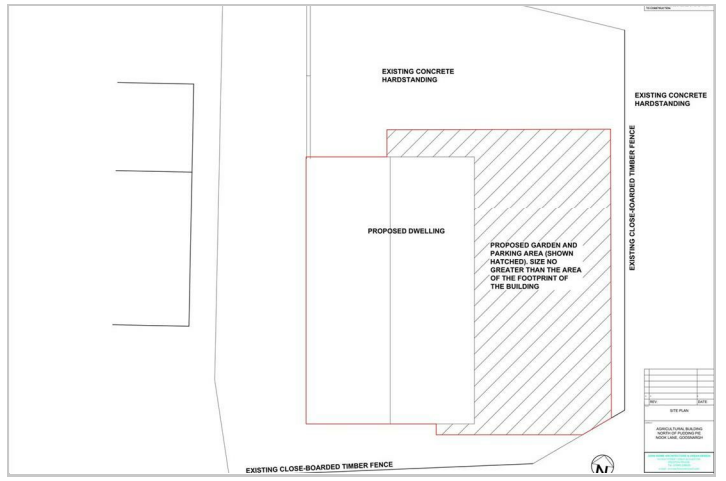 TO CONSTRUCTION
EXISTING CONCRETE
HARDSTANDING
EXISTING CONCRETE
HARDSTANDING
EXISTING CLOSE-BOARDED TIMBER FENCE
PROPOSED DWELLING
PROPOSED GARDEN AND
PARKING AREA (SHOWN
HATCHED). SIZE NO
GREATER THAN THE AREA
OF THE FOOTPRINT OF
THE BUILDING
EXISTING CLOSE-BOARDED TIMBER FENCE
N
REV: DATE
SITE PLAN
AGRICULTURAL BUILDING
NORTH OF PUDDING PIE
NOOK LANE, GOOSNARGH